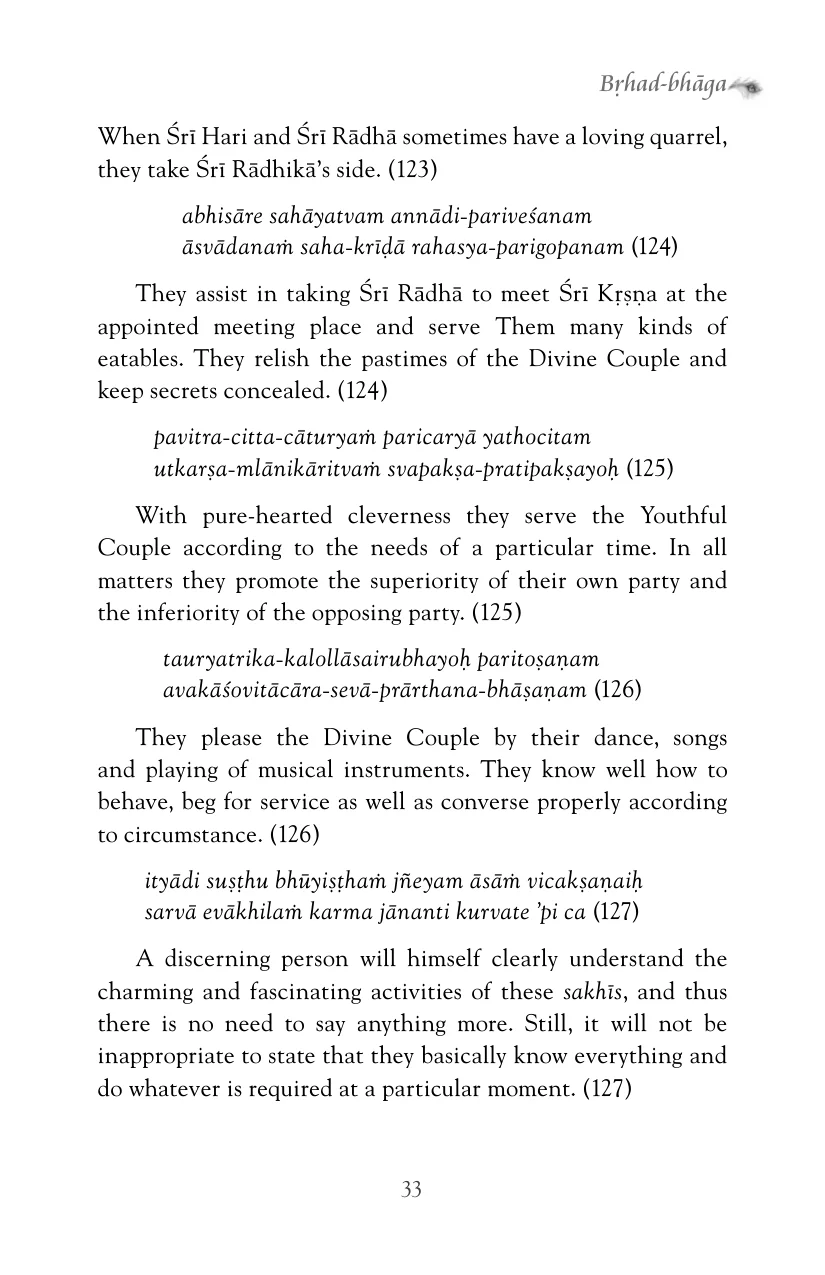 Bṛhad-bhāga
When Śrī Hari and Śrī Rādhā sometimes have a loving quarrel,
they take Śrī Rādhikā’s side. (123)
abhisāre sahāyatvam annādi-pariveśanam
āsvādanaṁ saha-krīḍā rahasya-parigopanam (124)
They assist in taking Śrī Rādhā to meet Śrī Kṛṣṇa at the
appointed meeting place and serve Them many kinds of
eatables. They relish the pastimes of the Divine Couple and
keep secrets concealed. (124)
pavitra-citta-cāturyaṁ paricaryā yathocitam
utkarṣa-mlānikāritvaṁ svapakṣa-pratipakṣayoḥ (125)
With pure-hearted cleverness they serve the Youthful
Couple according to the needs of a particular time. In all
matters they promote the superiority of their own party and
the inferiority of the opposing party. (125)
tauryatrika-kalollāsairubhayoḥ paritoṣaṇam
avakāśovitācāra-sevā-prārthana-bhāṣaṇam (126)
They please the Divine Couple by their dance, songs
and playing of musical instruments. They know well how to
behave, beg for service as well as converse properly according
to circumstance. (126)
ityādi suṣṭhu bhūyiṣṭhaṁ jñeyam āsāṁ vicakṣaṇaiḥ
sarvā evākhilaṁ karma jānanti kurvate ’pi ca (127)
A discerning person will himself clearly understand the
charming and fascinating activities of these sakhīs, and thus
there is no need to say anything more. Still, it will not be
inappropriate to state that they basically know everything and
do whatever is required at a particular moment. (127)
33